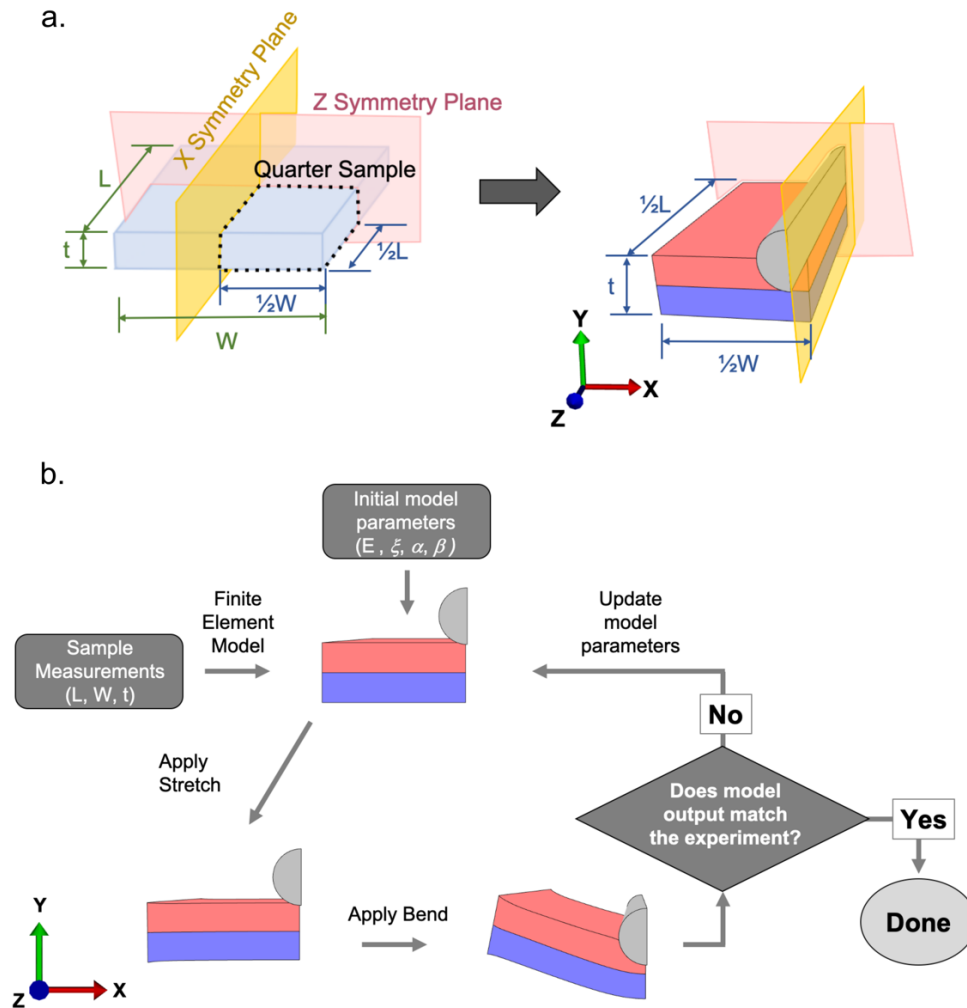 a.
X Symmetry Plane
Z Symmetry Plane
Quarter Sample
L
t
½L
½W
W
½L
t
½W
Y
X
Z
b.
Initial model
parameters
(E , ξ, α, β)
Finite
Element
Model
Update
model
parameters
Sample
Measurements
(L, W, t)
No
Apply
Stretch
Does model
output match
the experiment?
Yes
Apply Bend
Done
Y
Z
X